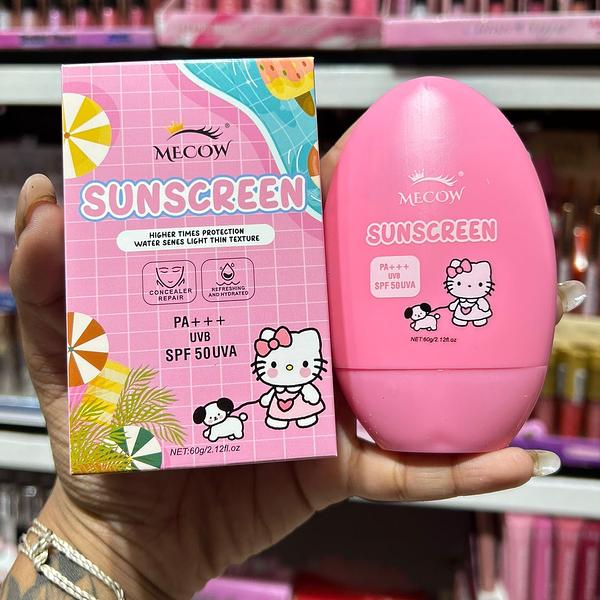 MECOW®
SUNSCREEN
HIGHER TIMES PROTECTION
WATER SENES LIGHT THIN TEXTURE
CONCEALER
REPAIR
REFRESHING
AND HYDRATED
PA+++
UVB
SPF 50UVA
NET:60g/2.12fl.oz
MECOW®
SUNSCREEN
PA+++
UVB
SPF 50UVA
NET:60g/2.12fl.oz